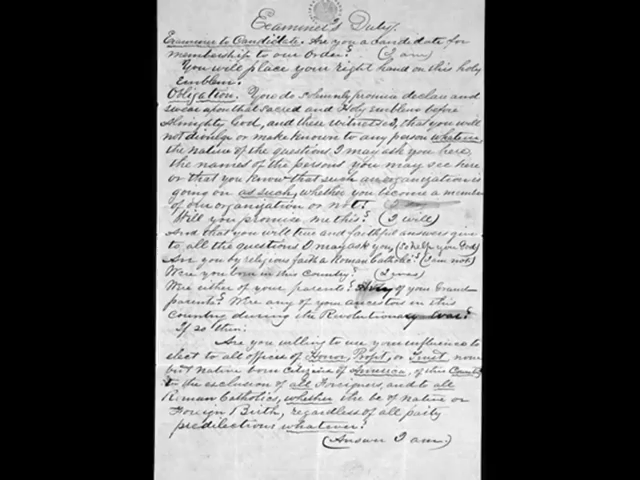 Examiner's Duty.
Examiner to Candidate. Are you a candidate for
membership to our Order? (I am)
You will place your right hand on this holy
Emblem.
Obligation. You do solemnly promise declare and
swear upon that sacred and Holy emblem before
Almighty God, and these witnesses, that you will
not divulge or make known to any person whatever,
the nature of the questions I may ask you here,
the names of the persons you may see here
or that you know that such an organization is
going on as such, whether you become a member
of our organization or not?
Will you promise me this? (I will)
And that you will true and faithful answers give
to all the questions I may ask you, (So help you God)
Are you by religious faith a Roman Catholic? (I am not)
Were you born in this country? (I was)
Were either of your parents? Any of your Grand
parents? Were any of your ancestors in this
country during the Revolutionary War?
If so then:
Are you willing to use your influence to
elect to all offices of Honor, Profit, or Trust, none
but native born citizens of America, of this Country
to the exclusion of all Foreigners, and to all
Roman Catholics, whether the be of native or
Foreign Birth, regardless of all party
predilections whatever?
(Answer I am.)